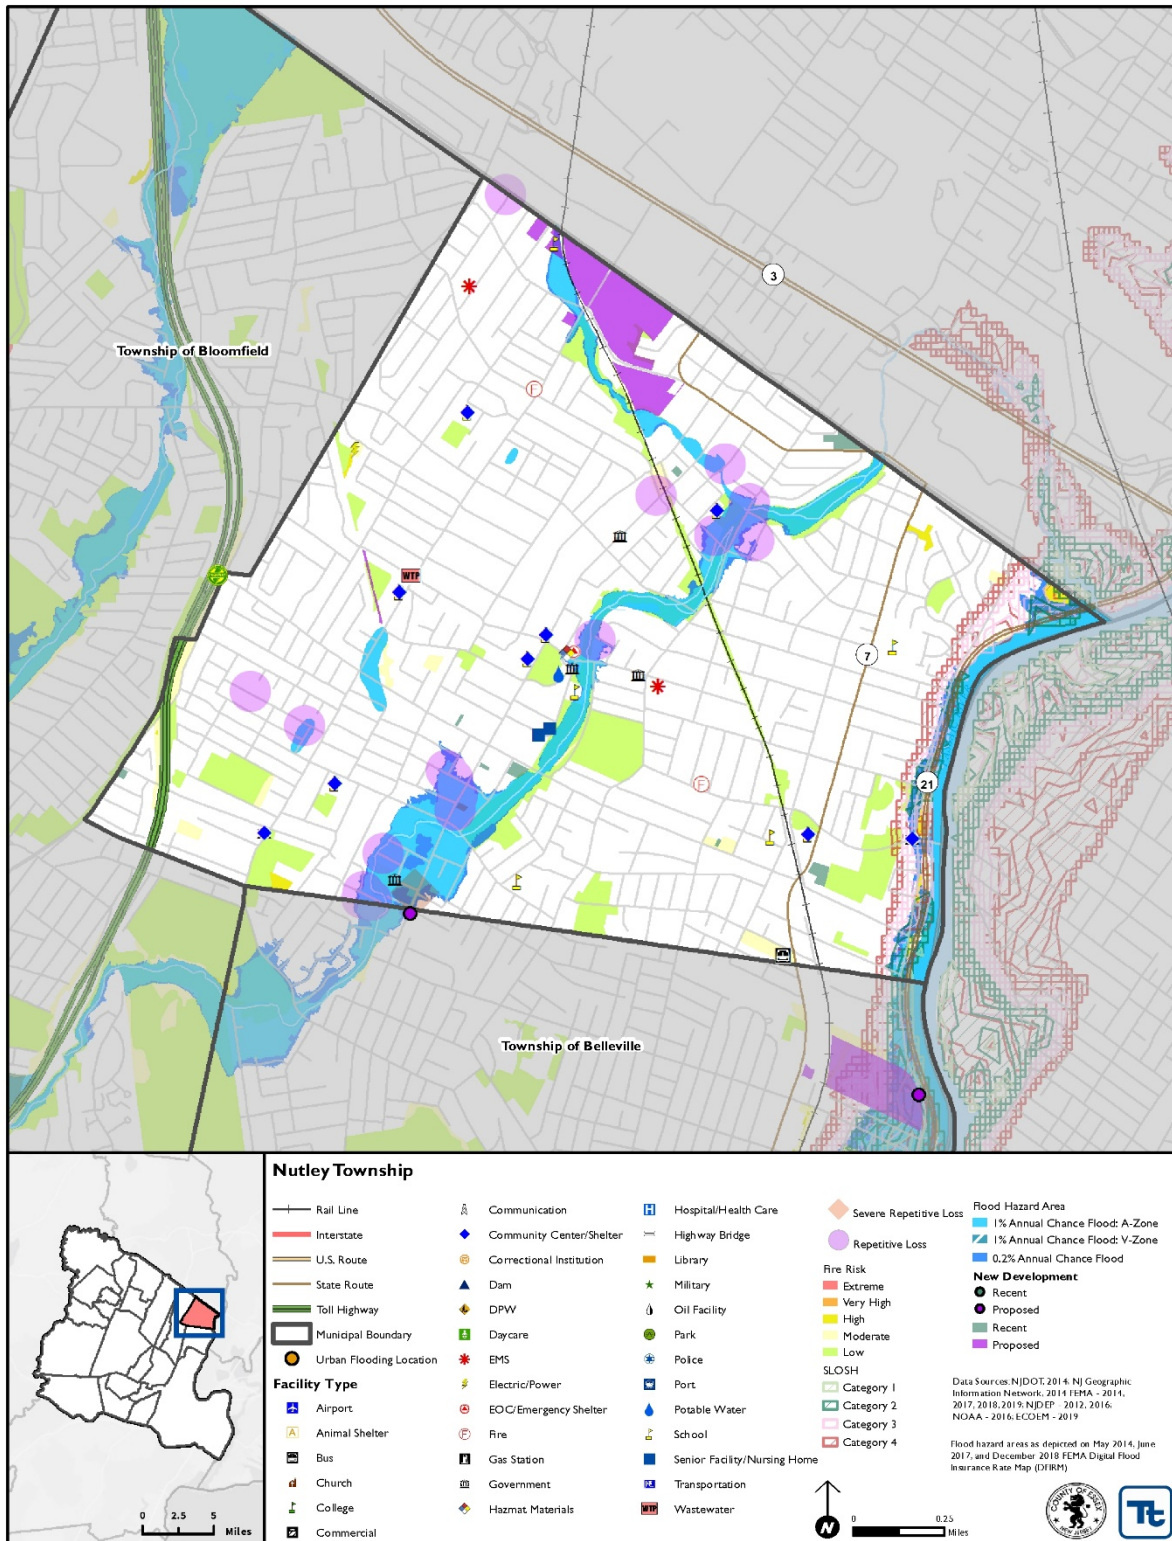 3
Township of Bloomfield
F
WTP
7
21
F
Township of Belleville
Nutley Township
Rail Line
Interstate
U.S. Route
State Route
Toll Highway
Municipal Boundary
Urban Flooding Location
Facility Type
Airport
A Animal Shelter
Bus
Church
College
Commercial
Communication
Community Center/Shelter
Correctional Institution
Dam
DPW
Daycare
EMS
Electric/Power
EOC/Emergency Shelter
F Fire
Gas Station
Government
Hazmat Materials
H Hospital/Health Care
Highway Bridge
Library
Military
Oil Facility
Park
Police
Port
Potable Water
School
Senior Facility/Nursing Home
Transportation
WTP Wastewater
Severe Repetitive Loss
Repetitive Loss
Fire Risk
Extreme
Very High
High
Moderate
Low
SLOSH
Category 1
Category 2
Category 3
Category 4
Flood Hazard Area
1% Annual Chance Flood: A-Zone
1% Annual Chance Flood: V-Zone
0.2% Annual Chance Flood
New Development
Recent
Proposed
Recent
Proposed
Data Sources: NJDOT, 2014; NJ Geographic
Information Network, 2014 FEMA - 2014,
2017, 2018, 2019; NJDEP - 2012, 2016;
NOAA - 2016; ECOEM - 2019
Flood hazard areas as depicted on May 2014, June
2017, and December 2018 FEMA Digital Flood
Insurance Rate Map (DFIRM)
0 2.5 5
Miles
N
0 0.25
Miles
COUNTY OF ESSEX
NEW JERSEY
Tt